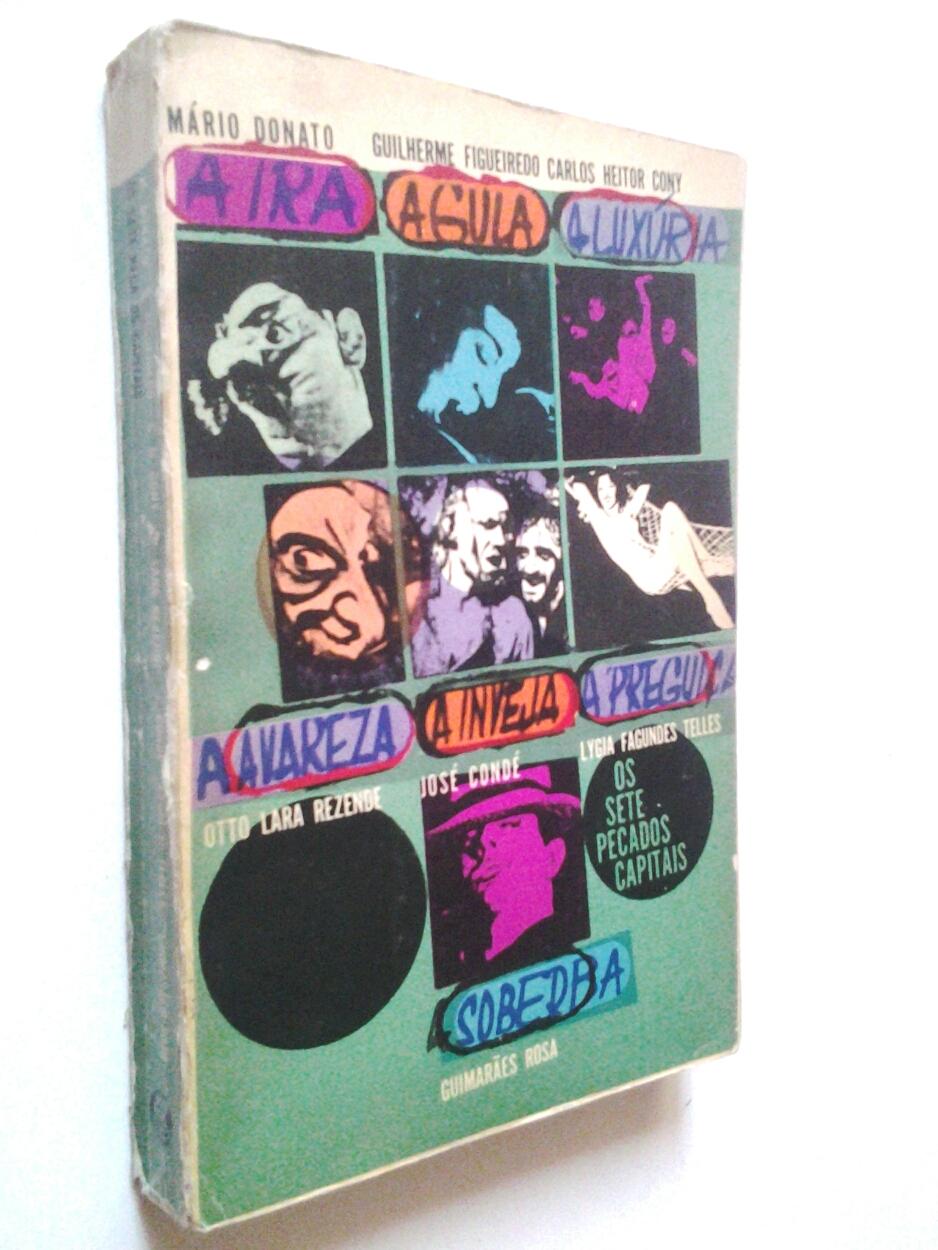 MÁRIO DONATO
GUILHERME FIGUEIREDO CARLOS HEITOR CONY
A IRA
A GULA
A LUXÚRIA
A AVAREZA
A INVEJA
A PREGUIÇA
OTTO LARA REZENDE
JOSÉ CONDÉ
LYGIA FAGUNDES TELLES
OS
SETE
PECADOS
CAPITAIS
SOBERBA
GUIMARÃES ROSA